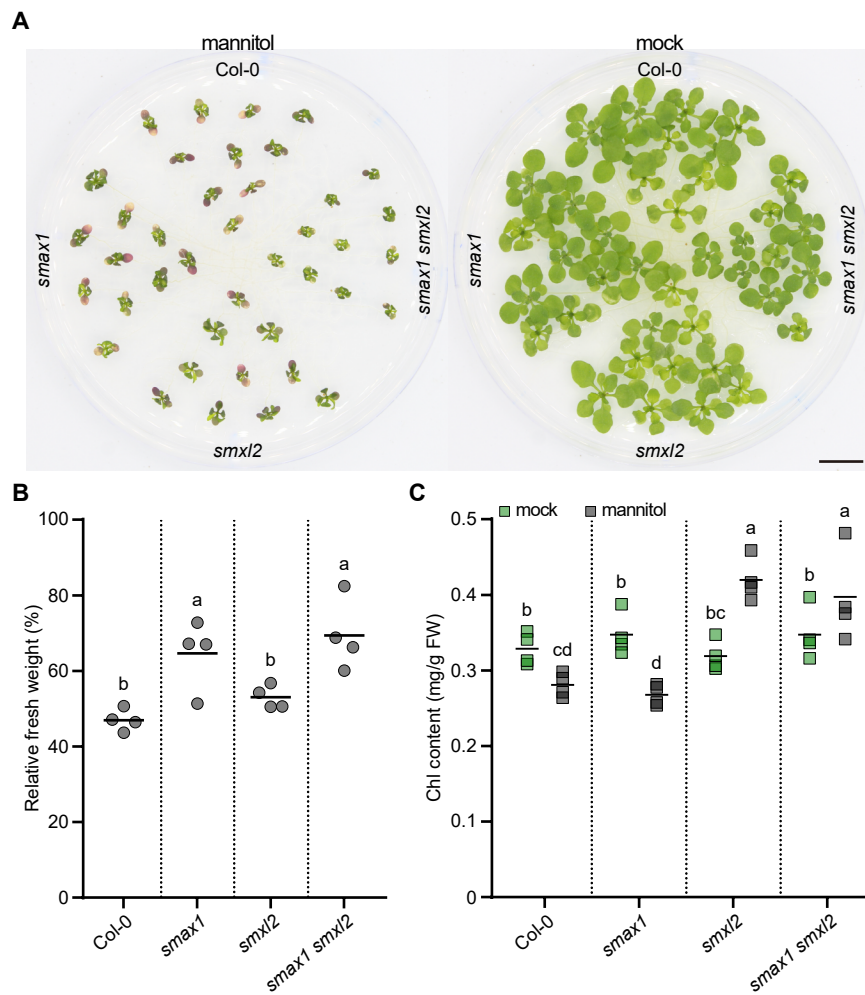 A
mannitol
Col-0
smax1
smax1 smxl2
smxl2
mock
Col-0
smax1
smax1 smxl2
smxl2
B
Relative fresh weight (%)
100
80
60
40
20
0
b
a
b
a
Col-0
smax1
smxl2
smax1 smxl2
C
mock
mannitol
Chl content (mg/g FW)
0.5
0.4
0.3
0.2
0.1
0
b
cd
b
d
bc
a
b
a
Col-0
smax1
smxl2
smax1 smxl2